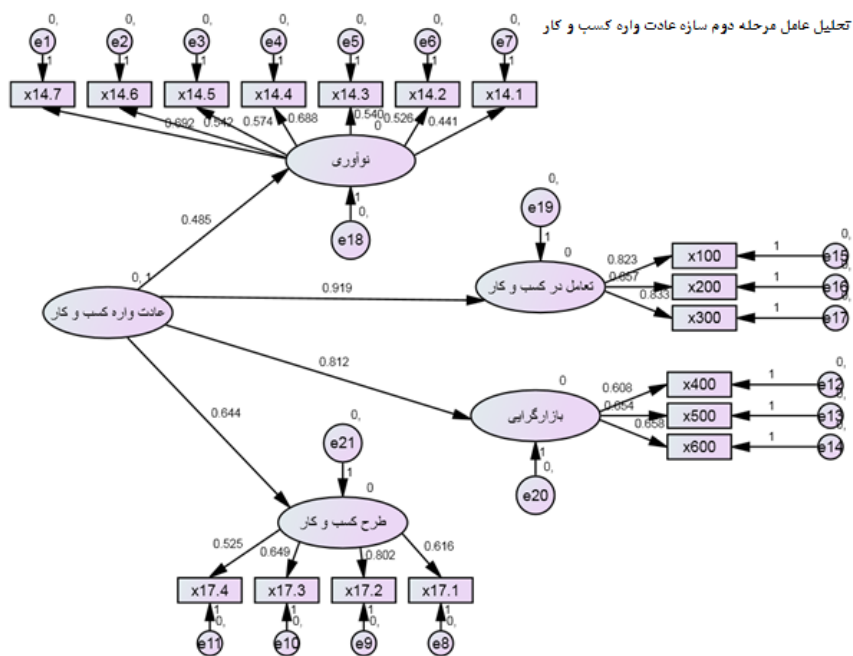 تحلیل عامل مرحله دوم سازه عادت واره کسب و کار
0, 0, 0, 0, 0, 0, 0,
e1 e2 e3 e4 e5 e6 e7
1 1 1 1 1 1 1
x14.7 x14.6 x14.5 x14.4 x14.3 x14.2 x14.1
0.692 0.542 0.574 0.688 0.540 0.526 0.441
0
نوآوری
1
0,
e18
0.485
0,
e19
1
0
تعامل در کسب و کار
0.823
x100
1
0,
e15
0.857
x200
1
0,
e16
0.833
x300
1
0,
e17
0, 1
عادت واره کسب و کار
0.919
0.812
0.644
0
بازارگرایی
0.608
x400
1
0,
e12
0.654
x500
1
0,
e13
0.658
x600
1
0,
e14
1
0,
e20
0,
e21
1
0
طرح کسب و کار
0.525 0.649 0.802 0.616
x17.4 x17.3 x17.2 x17.1
1 1 1 1
0, 0, 0, 0,
e11 e10 e9 e8